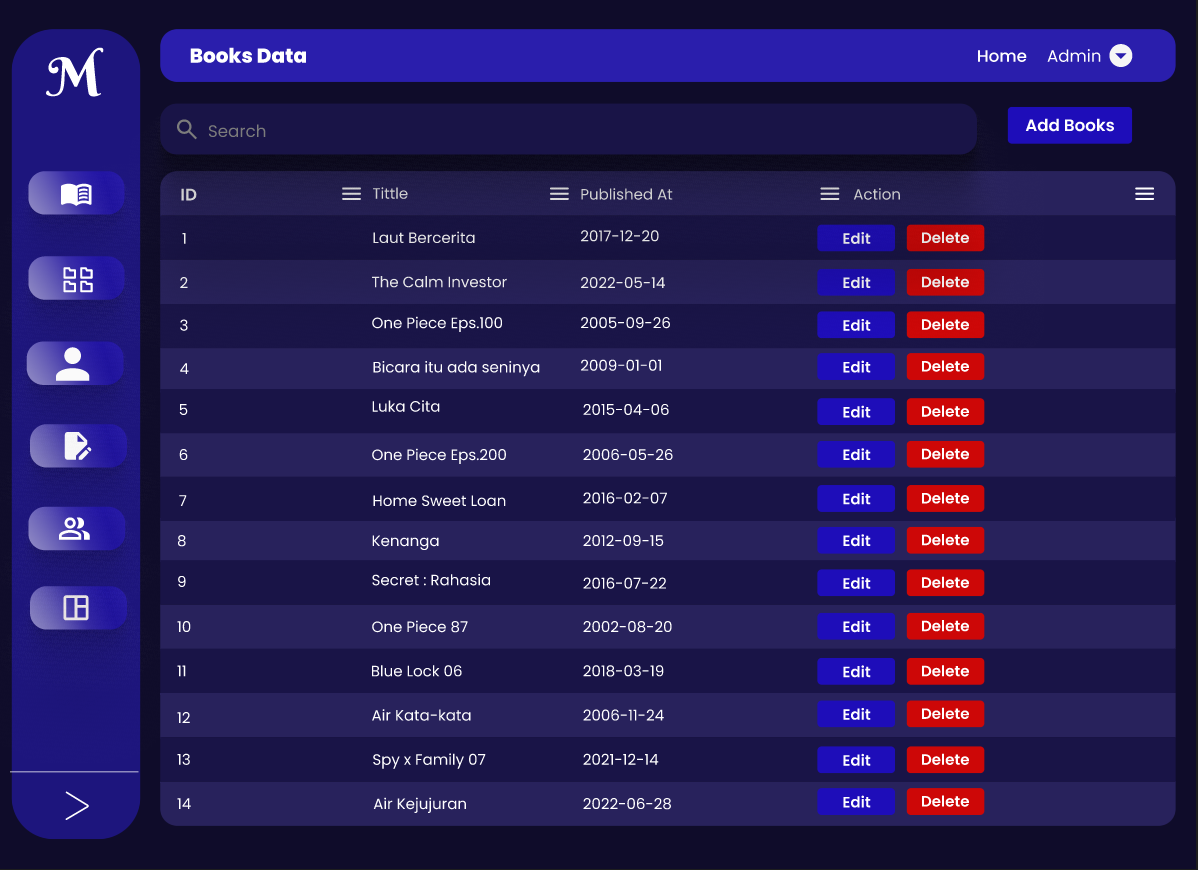 M
Books Data Home Admin
Search Add Books
ID Tittle Published At Action
1 Laut Bercerita 2017-12-20 Edit Delete
2 The Calm Investor 2022-05-14 Edit Delete
3 One Piece Eps.100 2005-09-26 Edit Delete
4 Bicara itu ada seninya 2009-01-01 Edit Delete
5 Luka Cita 2015-04-06 Edit Delete
6 One Piece Eps.200 2006-05-26 Edit Delete
7 Home Sweet Loan 2016-02-07 Edit Delete
8 Kenanga 2012-09-15 Edit Delete
9 Secret : Rahasia 2016-07-22 Edit Delete
10 One Piece 87 2002-08-20 Edit Delete
11 Blue Lock 06 2018-03-19 Edit Delete
12 Air Kata-kata 2006-11-24 Edit Delete
13 Spy x Family 07 2021-12-14 Edit Delete
14 Air Kejujuran 2022-06-28 Edit Delete